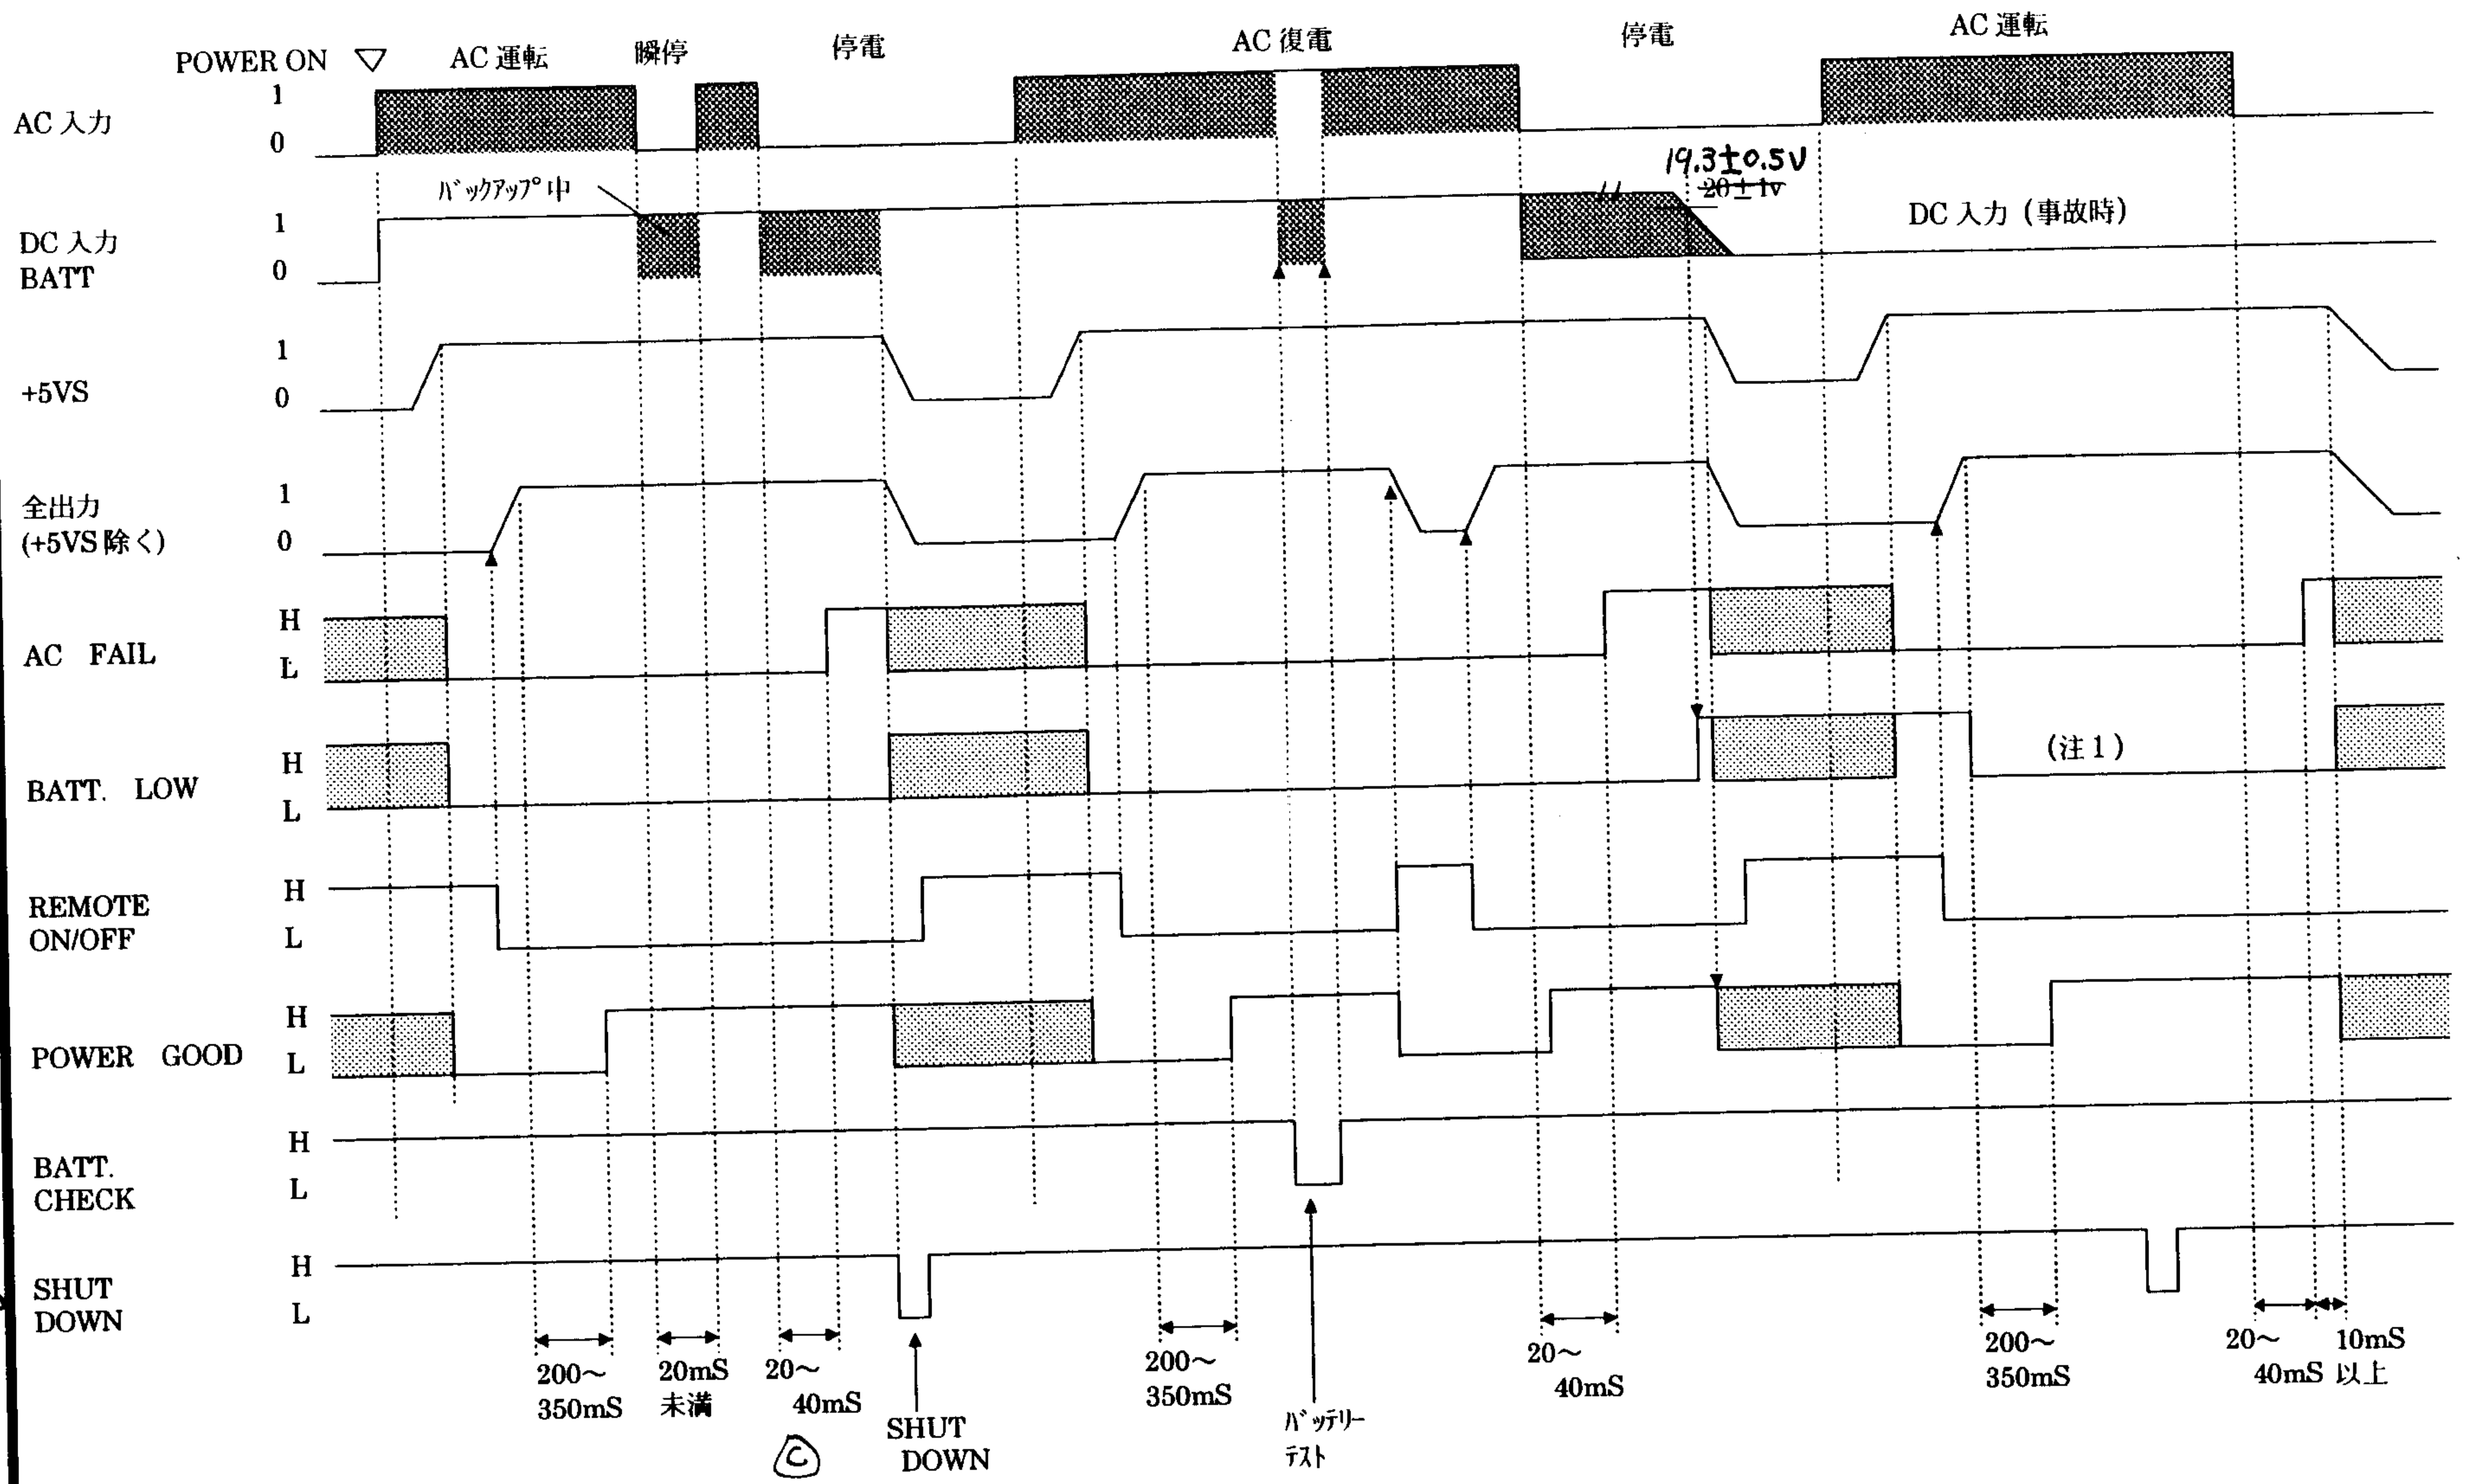 POWER ON ▽
AC 運転
瞬停
停電
AC 復電
停電
AC 運転
AC 入力
1
0
バックアップ中
19.3±0.5V
20±1v
DC 入力
BATT
1
0
DC 入力 (事故時)
+5VS
1
0
全出力
(+5VS 除く)
1
0
AC FAIL
H
L
BATT. LOW
H
L
(注1)
REMOTE
ON/OFF
H
L
POWER GOOD
H
L
BATT.
CHECK
H
L
SHUT
DOWN
H
L
200〜
350mS
20mS
未満
20〜
40mS
SHUT
DOWN
200〜
350mS
バッテリー
テスト
20〜
40mS
200〜
350mS
20〜
40mS
10mS
以上
C